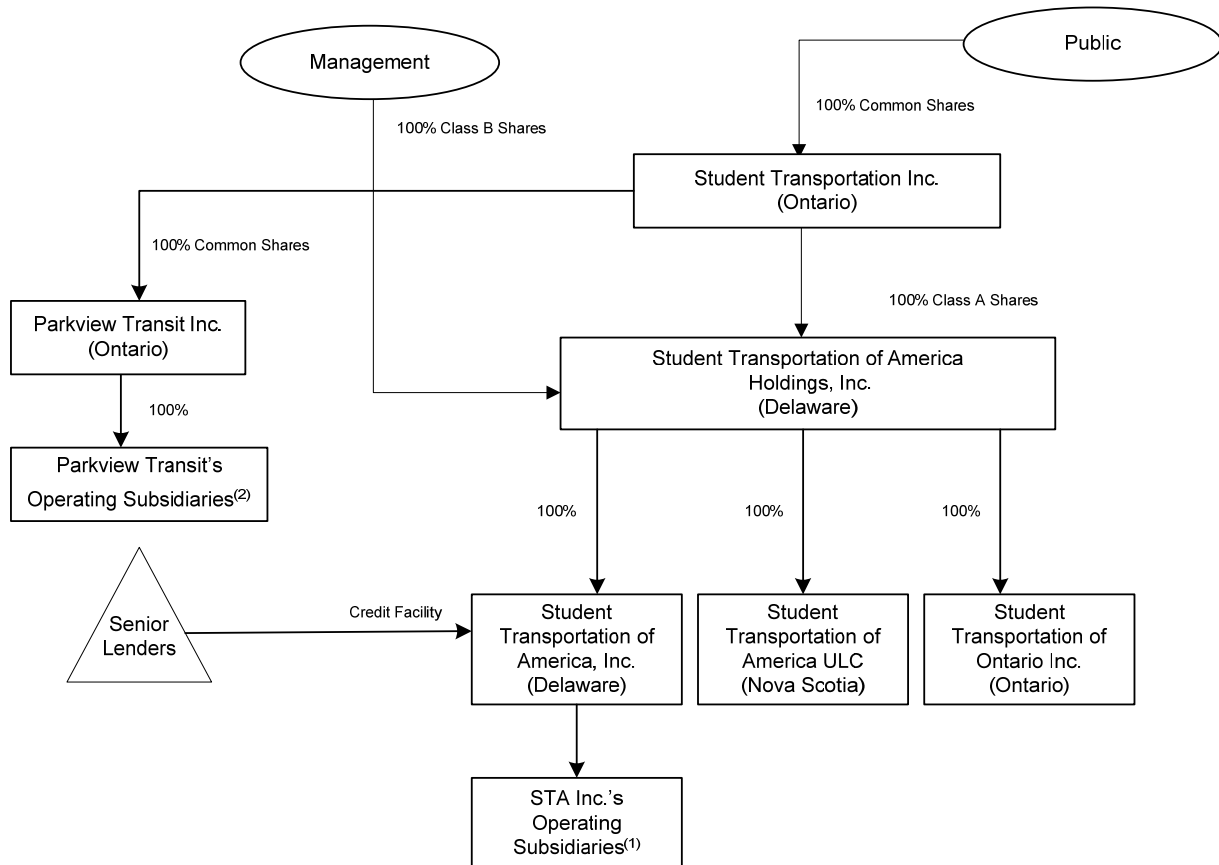 Public
Management
100% Common Shares
100% Class B Shares
Student Transportation Inc.
(Ontario)
100% Common Shares
100% Class A Shares
Parkview Transit Inc.
(Ontario)
Student Transportation of America
Holdings, Inc.
(Delaware)
100%
Parkview Transit’s
Operating Subsidiaries(2)
100%
100%
100%
Senior
Lenders
Credit Facility
Student
Transportation of
America, Inc.
(Delaware)
Student
Transportation of
America ULC
(Nova Scotia)
Student
Transportation of
Ontario Inc.
(Ontario)
STA Inc.’s
Operating
Subsidiaries(1)